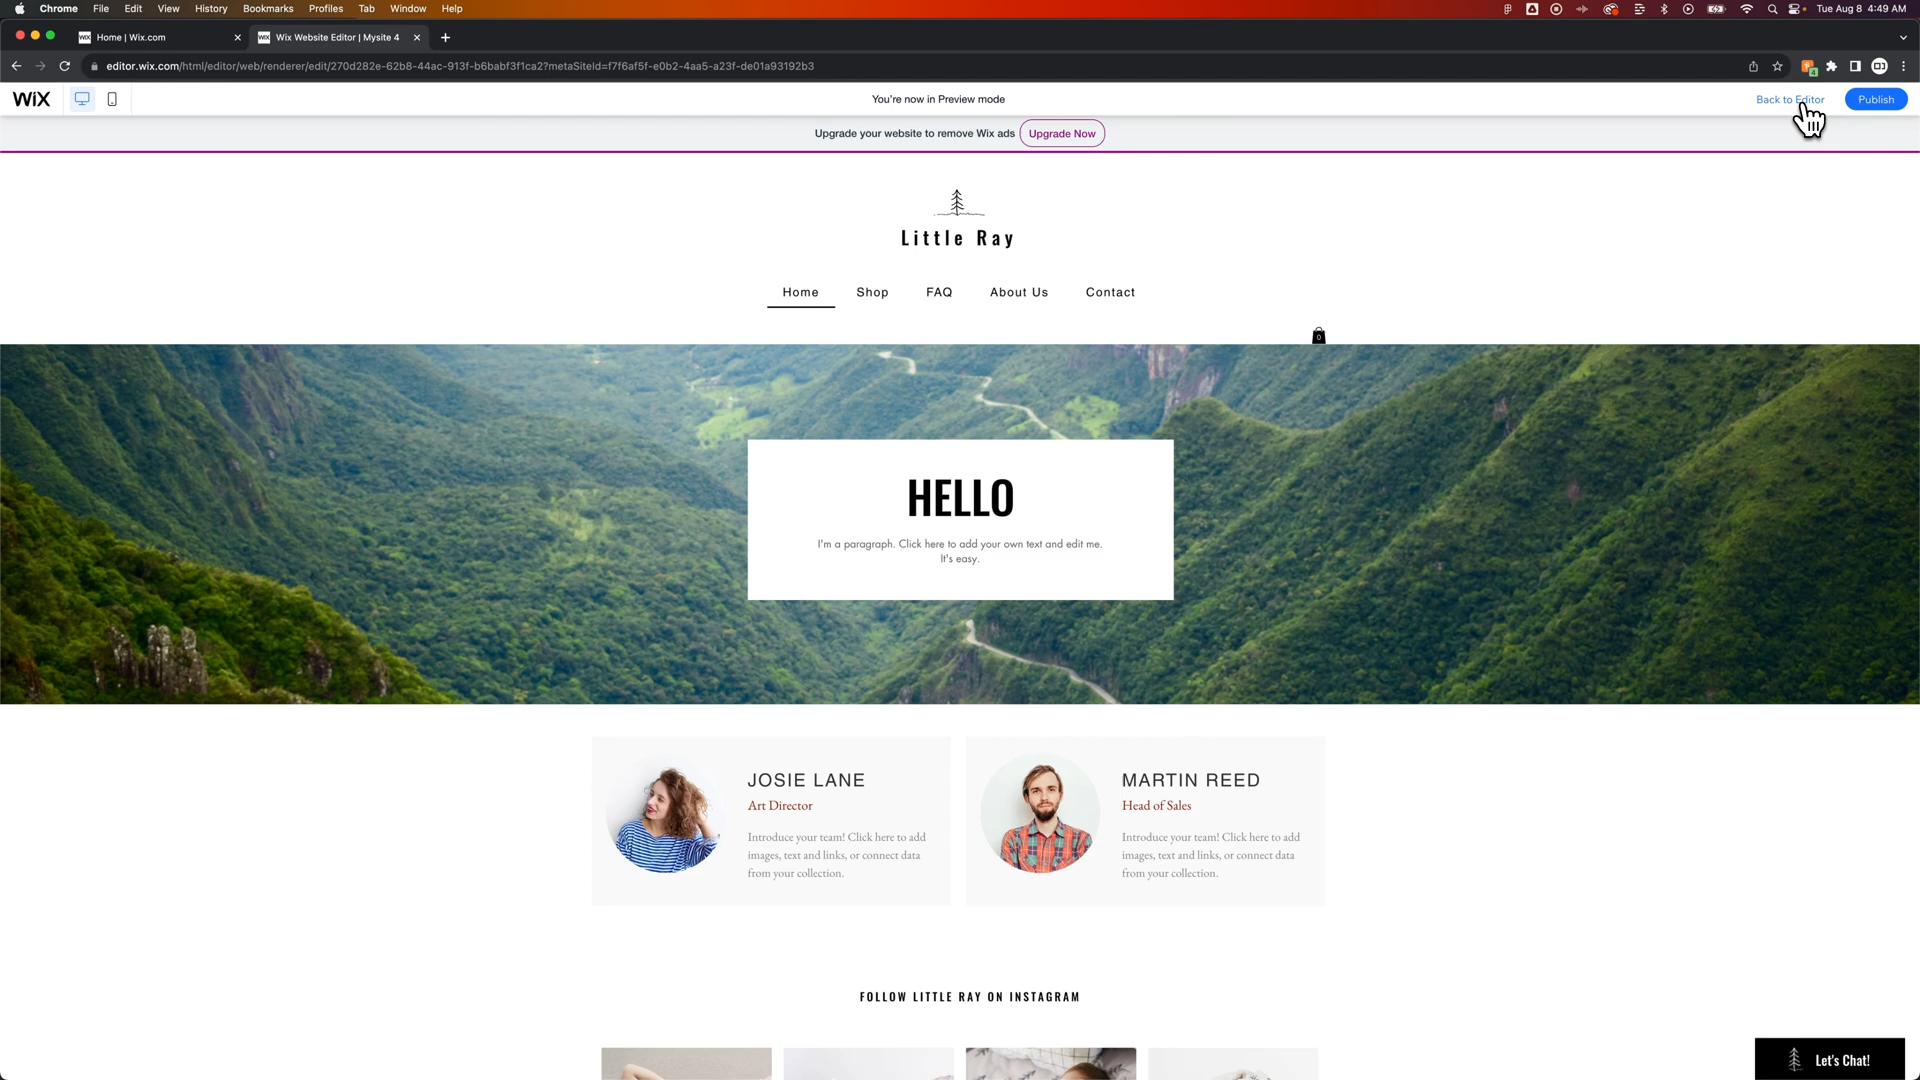 Chrome File Edit View History Bookmarks Profiles Tab Window Help Tue Aug 8 4:49 AM
WiX Home | Wix.com WiX Wix Website Editor | Mysite 4
editor.wix.com/html/editor/web/renderer/edit/270d282e-62b8-44ac-913f-b6babf3f1ca2?metaSiteId=f7f6af5f-e0b2-4aa5-a23f-de01a93192b3 4
WiX You're now in Preview mode Back to Editor Publish
Upgrade your website to remove Wix ads Upgrade Now
Little Ray
Home Shop FAQ About Us Contact
0
HELLO
I'm a paragraph. Click here to add your own text and edit me.
It's easy.
JOSIE LANE
Art Director
Introduce your team! Click here to add
images, text and links, or connect data
from your collection.
MARTIN REED
Head of Sales
Introduce your team! Click here to add
images, text and links, or connect data
from your collection.
FOLLOW LITTLE RAY ON INSTAGRAM
Let's Chat!